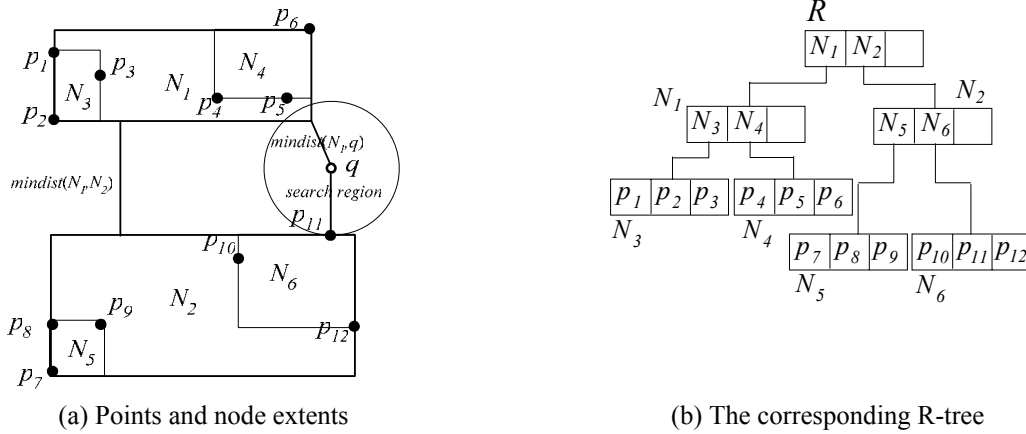 p6
p1
p3
N3
N1
N4
p4
p5
p2
mindist(N1,q)
q
mindist(N1,N2)
search region
p11
p10
N6
N2
p8
p9
p12
N5
p7
(a) Points and node extents
R
N1 N2
N1
N2
N3 N4
N5 N6
p1 p2 p3
p4 p5 p6
N3
N4
p7 p8 p9
p10 p11 p12
N5
N6
(b) The corresponding R-tree